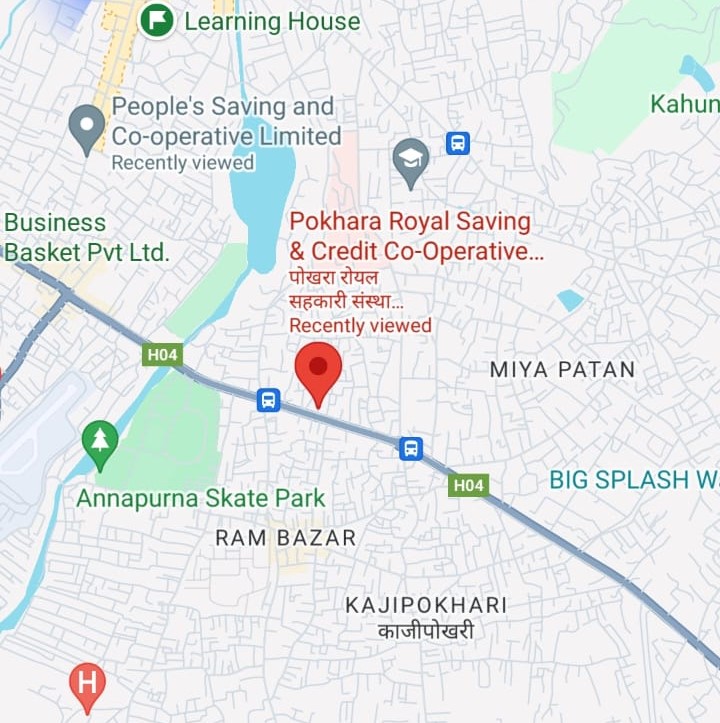 Learning House
People's Saving and
Co-operative Limited
Recently viewed
Kahun
Business
Basket Pvt Ltd.
Pokhara Royal Saving
& Credit Co-Operative...
पोखरा रोयल
सहकारी संस्था...
Recently viewed
H04
MIYA PATAN
H04
BIG SPLASH W
Annapurna Skate Park
RAM BAZAR
KAJIPOKHARI
काजीपोखरी
H